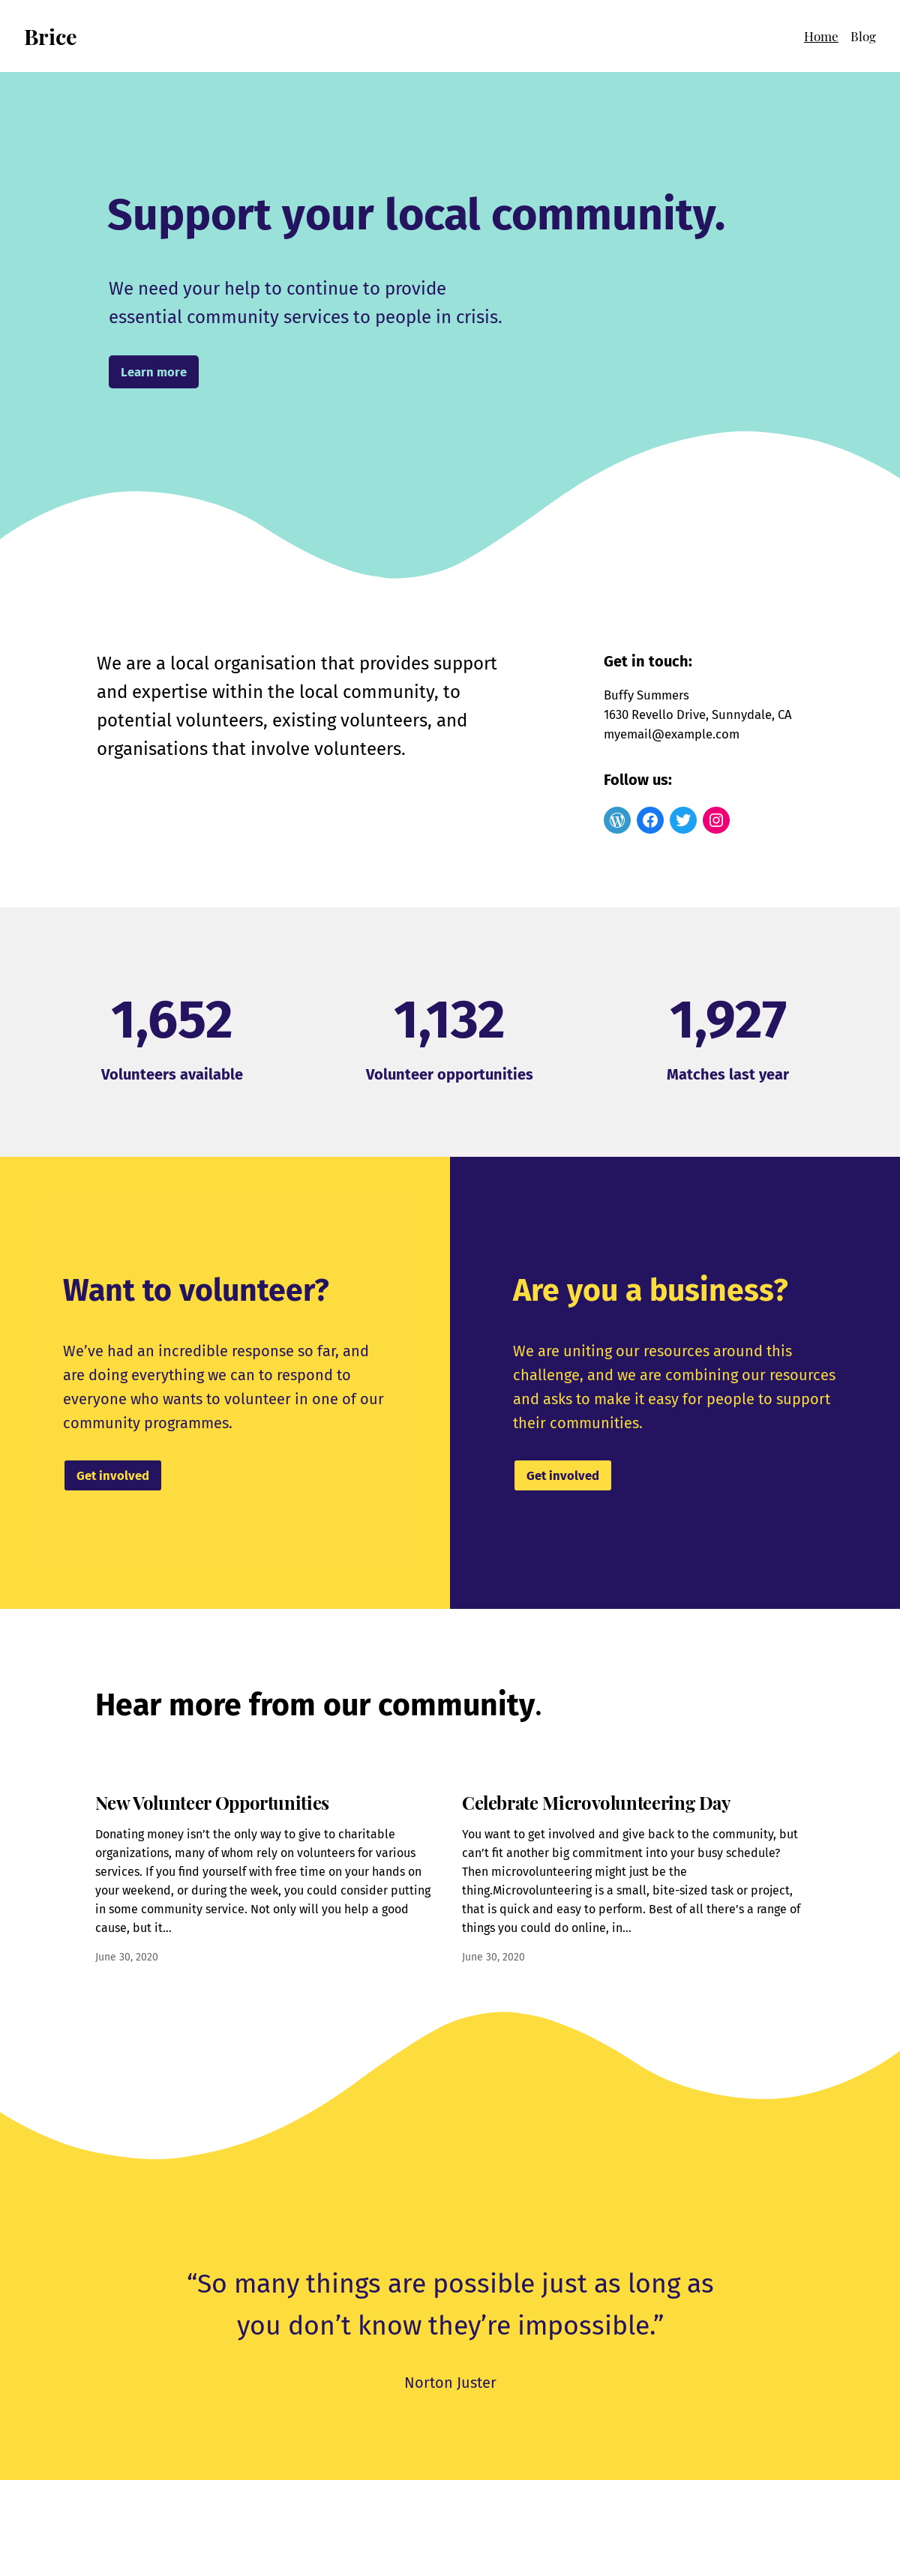 Brice
Home Blog
Support your local community.
We need your help to continue to provide
essential community services to people in crisis.
Learn more
We are a local organisation that provides support
and expertise within the local community, to
potential volunteers, existing volunteers, and
organisations that involve volunteers.
Get in touch:
Buffy Summers
1630 Revello Drive, Sunnydale, CA
myemail@example.com
Follow us:
1,652
Volunteers available
1,132
Volunteer opportunities
1,927
Matches last year
Want to volunteer?
We’ve had an incredible response so far, and
are doing everything we can to respond to
everyone who wants to volunteer in one of our
community programmes.
Get involved
Are you a business?
We are uniting our resources around this
challenge, and we are combining our resources
and asks to make it easy for people to support
their communities.
Get involved
Hear more from our community.
New Volunteer Opportunities
Donating money isn’t the only way to give to charitable
organizations, many of whom rely on volunteers for various
services. If you find yourself with free time on your hands on
your weekend, or during the week, you could consider putting
in some community service. Not only will you help a good
cause, but it…
June 30, 2020
Celebrate Microvolunteering Day
You want to get involved and give back to the community, but
can’t fit another big commitment into your busy schedule?
Then microvolunteering might just be the
thing.Microvolunteering is a small, bite-sized task or project,
that is quick and easy to perform. Best of all there’s a range of
things you could do online, in…
June 30, 2020
“So many things are possible just as long as
you don’t know they’re impossible.”
Norton Juster